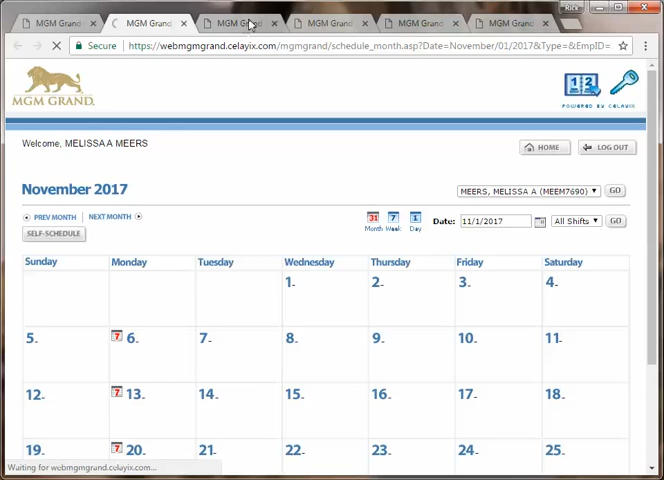 Rick
MGM Grand MGM Grand MGM Grand MGM Grand MGM Grand MGM Grand
Secure https://webmgmgrand.celayix.com/mgmgrand/schedule_month.asp?Date=November/01/2017&Type=&EmpID=
MGM GRAND.
12
POWERED BY CELAYIX
Welcome, MELISSA A MEERS
HOME LOG OUT
November 2017
MEERS, MELISSA A (MEEM7690) GO
PREV MONTH NEXT MONTH
31 7 1 Date: 11/1/2017 All Shifts GO
Month Week Day
SELF-SCHEDULE
Sunday Monday Tuesday Wednesday Thursday Friday Saturday
1- 2- 3- 4-
5- 7 6- 7- 8- 9- 10- 11-
12- 7 13- 14- 15- 16- 17- 18-
19- 7 20- 21- 22- 23- 24- 25-
Waiting for webmgmgrand.celayix.com...